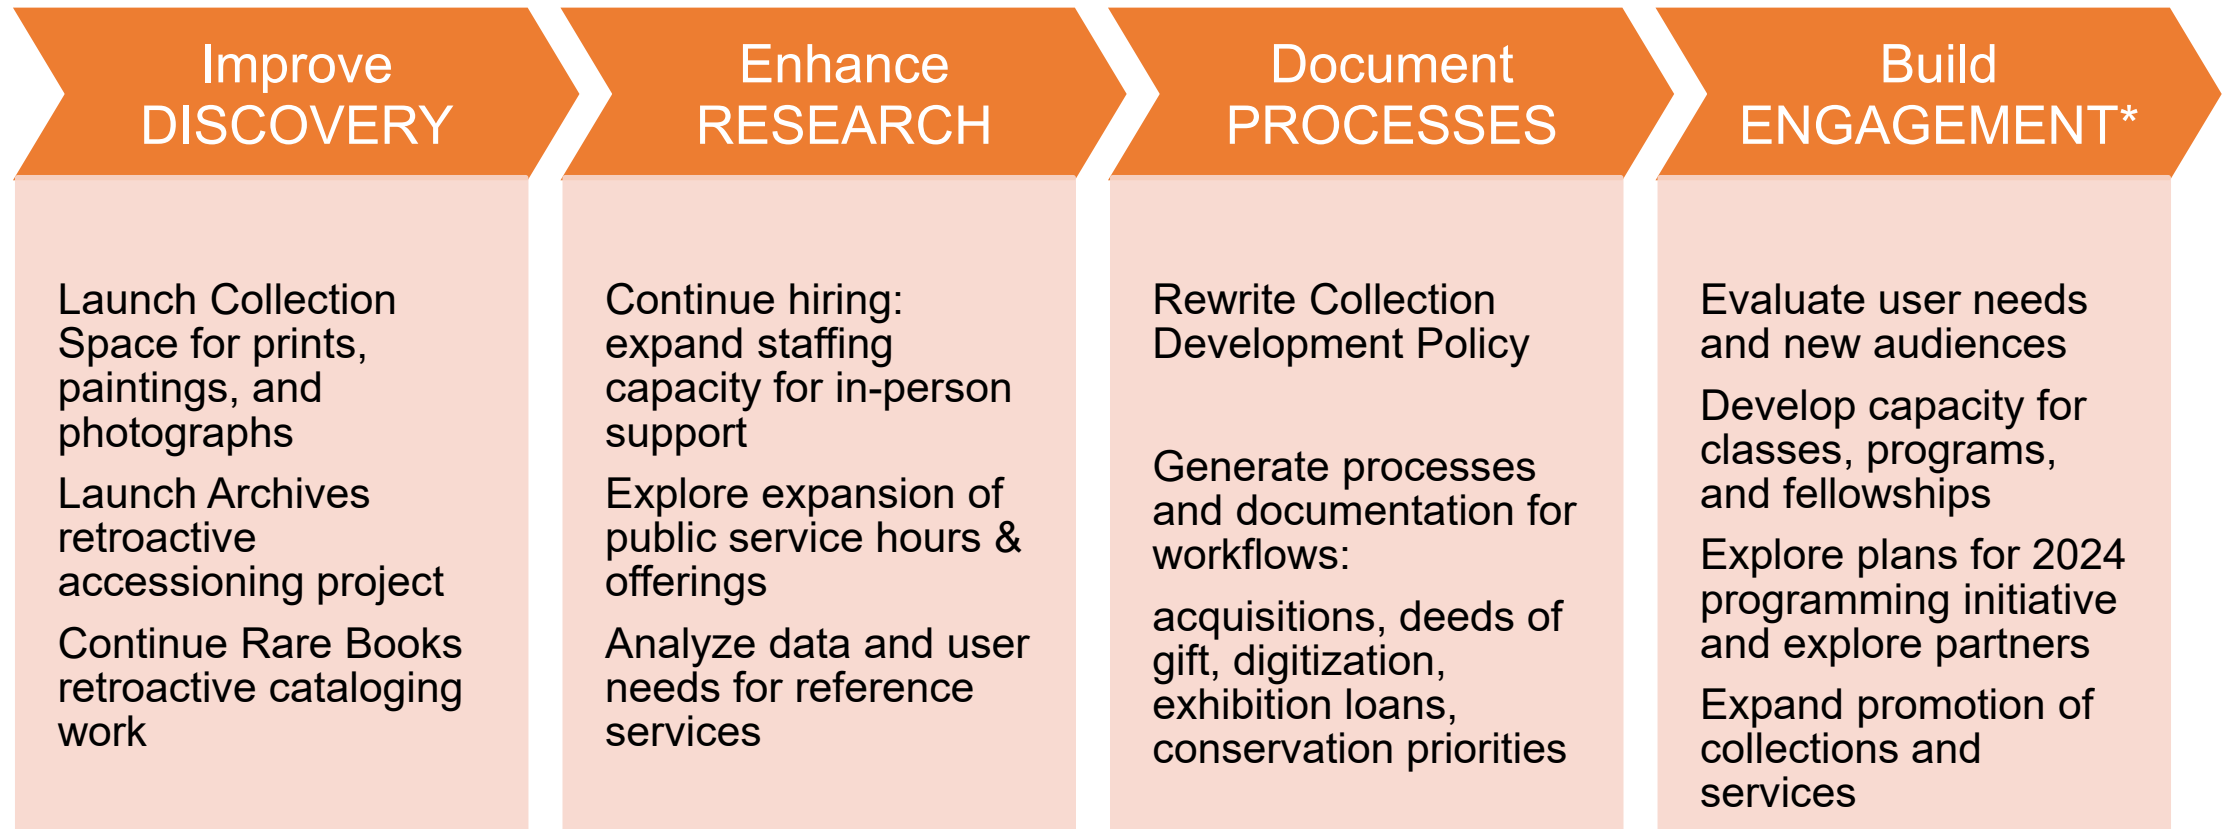 Improve
DISCOVERY
Launch Collection
Space for prints,
paintings, and
photographs
Launch Archives
retroactive
accessioning project
Continue Rare Books
retroactive cataloging
work
Enhance
RESEARCH
Continue hiring:
expand staffing
capacity for in-person
support
Explore expansion of
public service hours &
offerings
Analyze data and user
needs for reference
services
Document
PROCESSES
Rewrite Collection
Development Policy
Generate processes
and documentation for
workflows:
acquisitions, deeds of
gift, digitization,
exhibition loans,
conservation priorities
Build
ENGAGEMENT*
Evaluate user needs
and new audiences
Develop capacity for
classes, programs,
and fellowships
Explore plans for 2024
programming initiative
and explore partners
Expand promotion of
collections and
services